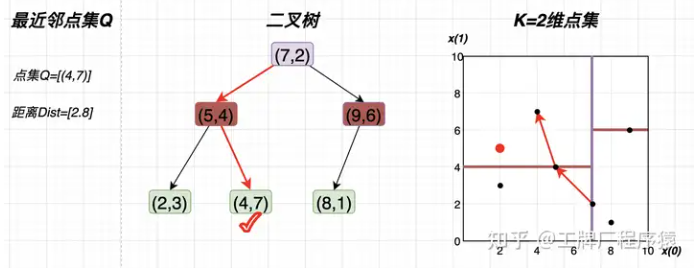 最近邻点集Q
二叉树
K=2维点集
点集Q=[(4,7)]
距离Dist=[2.8]
(7,2)
(5,4)
(9,6)
(2,3)
(4,7)
(8,1)
x(1)
10
8
6
4
2
0
2
4
6
8
10
x(0)
知乎 @工牌厂程序猿